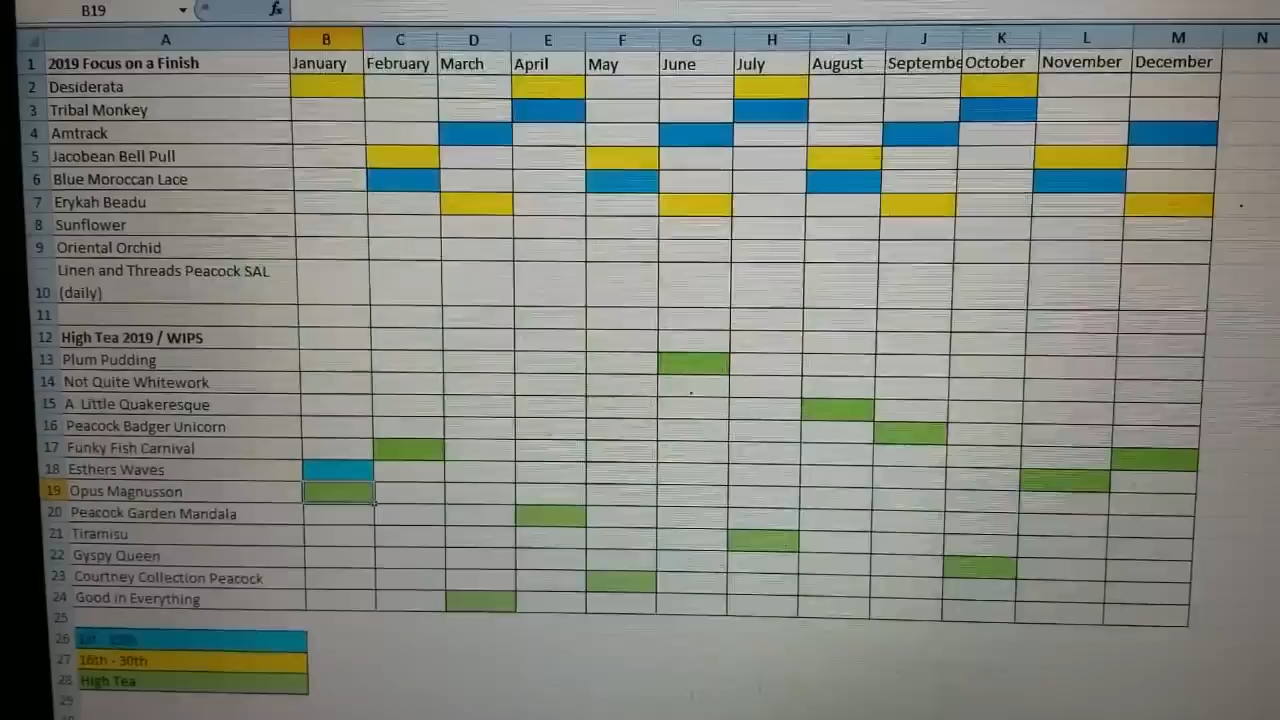 B19 fx
A B C D E F G H I J K L M N
1 2019 Focus on a Finish January February March April May June July August Septembe October November December
2 Desiderata
3 Tribal Monkey
4 Amtrack
5 Jacobean Bell Pull
6 Blue Moroccan Lace
7 Erykah Beadu
8 Sunflower
9 Oriental Orchid
Linen and Threads Peacock SAL
10 (daily)
11
12 High Tea 2019 / WIPS
13 Plum Pudding
14 Not Quite Whitework
15 A Little Quakeresque
16 Peacock Badger Unicorn
17 Funky Fish Carnival
18 Esthers Waves
19 Opus Magnusson
20 Peacock Garden Mandala
21 Tiramisu
22 Gyspy Queen
23 Courtney Collection Peacock
24 Good in Everything
25
26
27 16th - 30th
28 High Tea
29